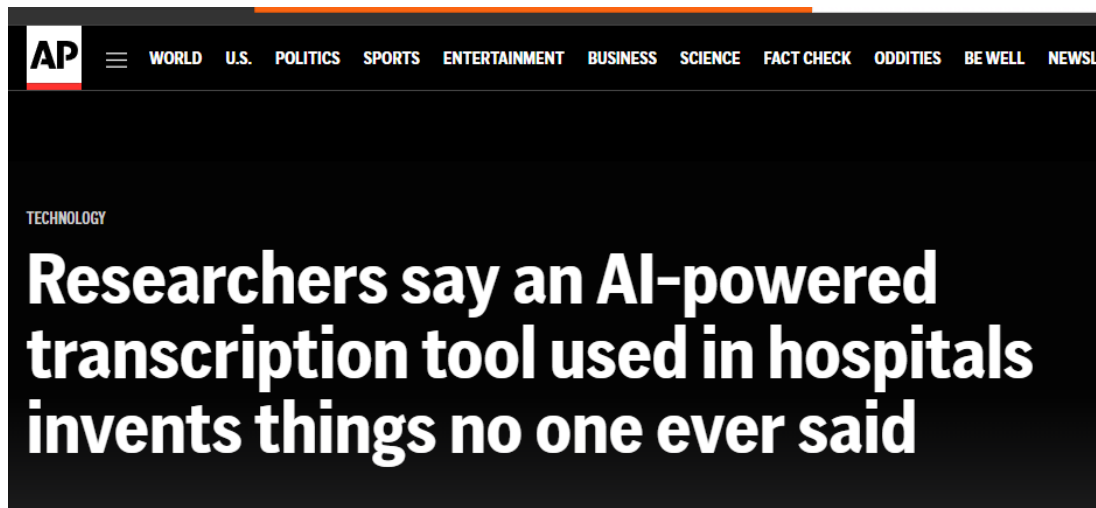 AP WORLD U.S. POLITICS SPORTS ENTERTAINMENT BUSINESS SCIENCE FACT CHECK ODDITIES BE WELL NEWSL
TECHNOLOGY
Researchers say an AI-powered
transcription tool used in hospitals
invents things no one ever said